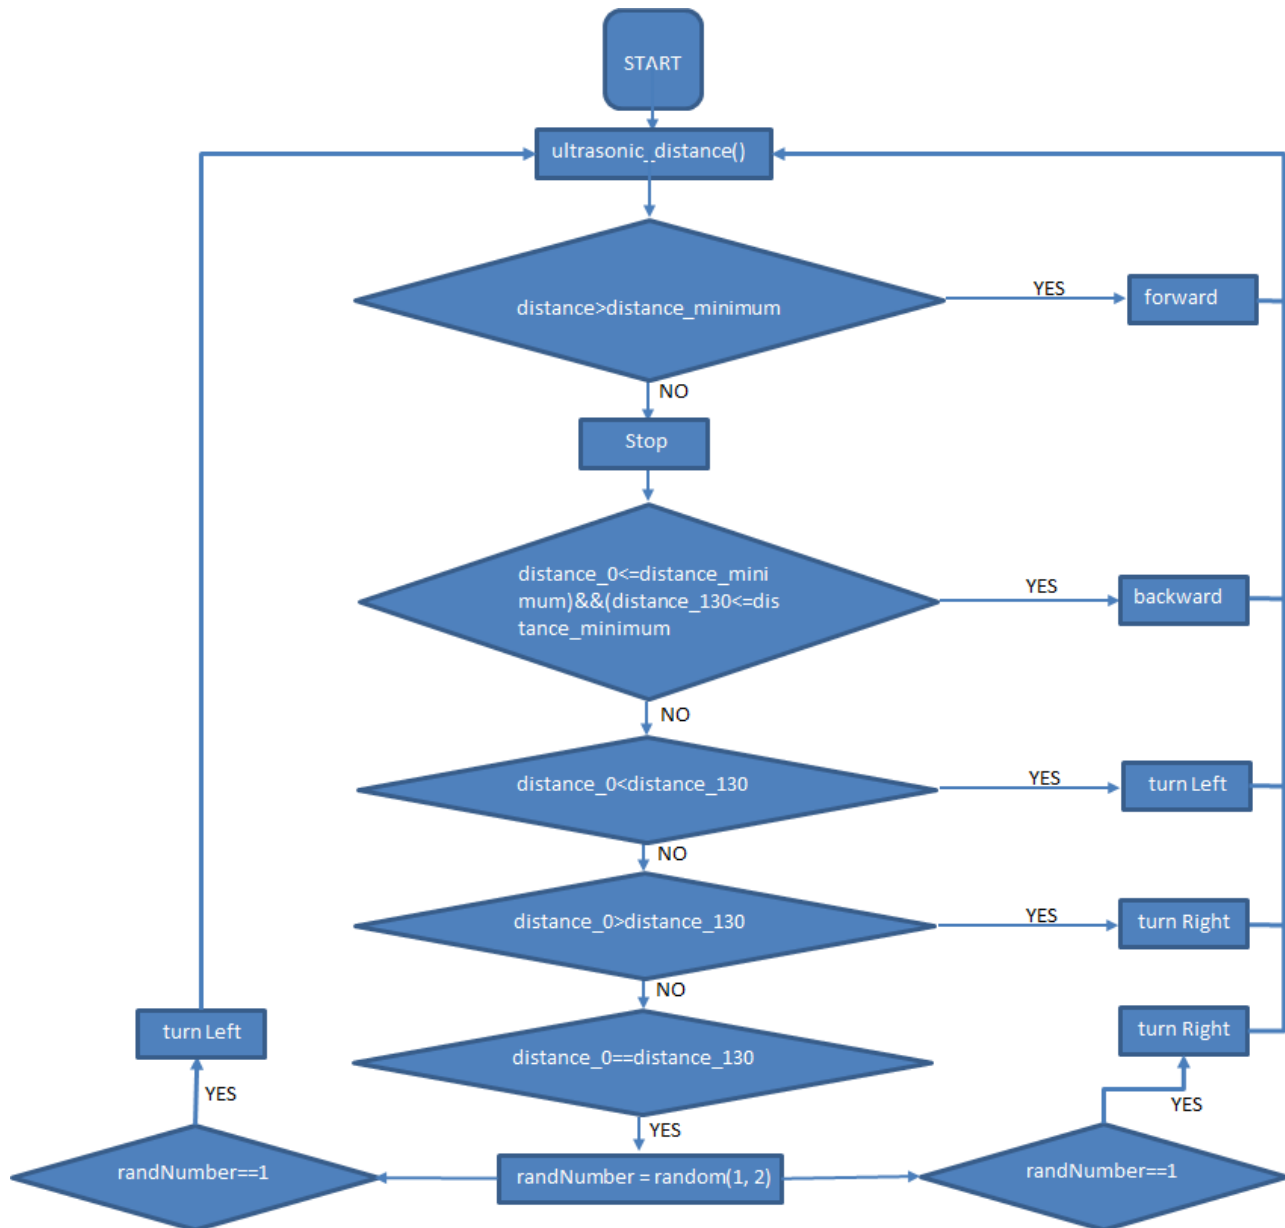 START
ultrasonic_distance()
distance>distance_minimum
YES
forward
NO
Stop
distance_0<=distance_mini
mum)&&(distance_130<=dis
tance_minimum
YES
backward
NO
distance_0<distance_130
YES
turn Left
NO
distance_0>distance_130
YES
turn Right
NO
turn Left
distance_0==distance_130
turn Right
YES
YES
YES
randNumber==1
randNumber = random(1, 2)
randNumber==1